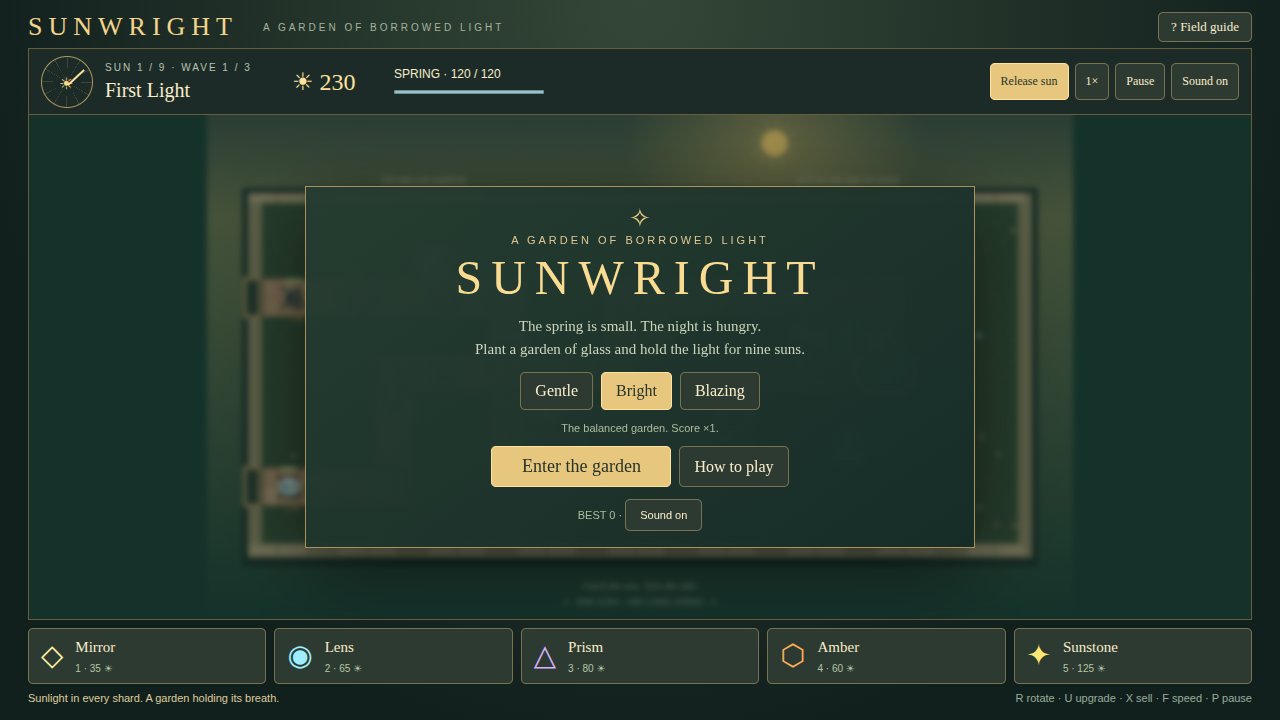 SUNWRIGHT
A GARDEN OF BORROWED LIGHT
? Field guide
SUN 1 / 9 · WAVE 1 / 3
First Light
☀ 230
SPRING · 120 / 120
Release sun
1×
Pause
Sound on
A GARDEN OF BORROWED LIGHT
SUNWRIGHT
The spring is small. The night is hungry.
Plant a garden of glass and hold the light for nine suns.
Gentle
Bright
Blazing
The balanced garden. Score ×1.
Enter the garden
How to play
BEST 0 ·
Sound on
Mirror
1 · 35 ☀
Lens
2 · 65 ☀
Prism
3 · 80 ☀
Amber
4 · 60 ☀
Sunstone
5 · 125 ☀
Sunlight in every shard. A garden holding its breath.
R rotate · U upgrade · X sell · F speed · P pause